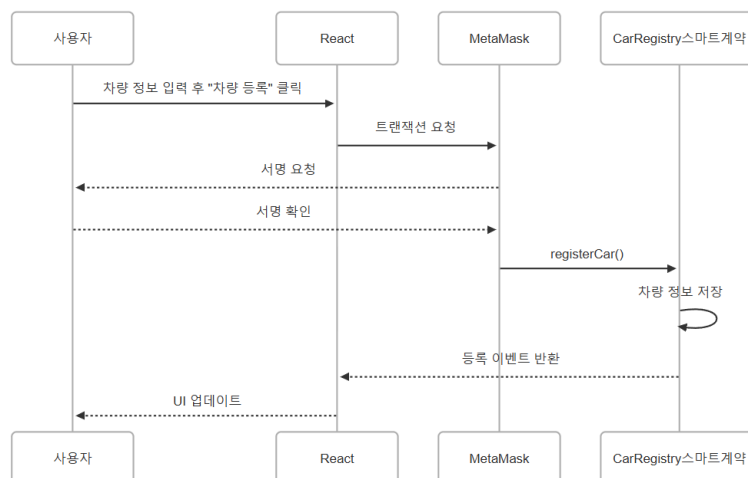 사용자
React
MetaMask
CarRegistry스마트계약
차량 정보 입력 후 "차량 등록" 클릭
트랜잭션 요청
서명 요청
서명 확인
registerCar()
차량 정보 저장
등록 이벤트 반환
UI 업데이트
사용자
React
MetaMask
CarRegistry스마트계약